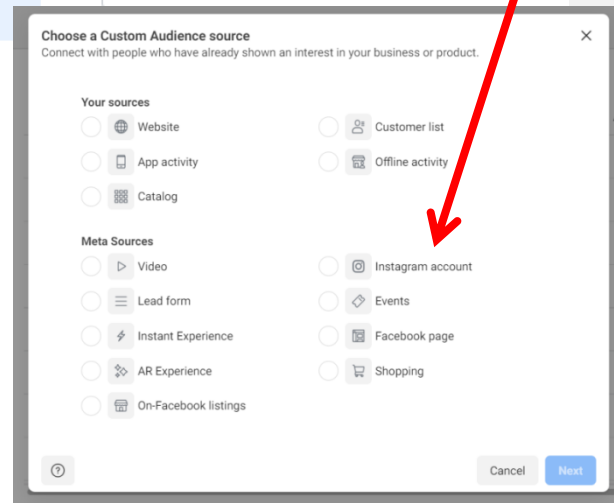 Choose a Custom Audience source
Connect with people who have already shown an interest in your business or product.
Your sources
Website
Customer list
App activity
Offline activity
Catalog
Meta Sources
Video
Instagram account
Lead form
Events
Instant Experience
Facebook page
AR Experience
Shopping
On-Facebook listings
Cancel
Next